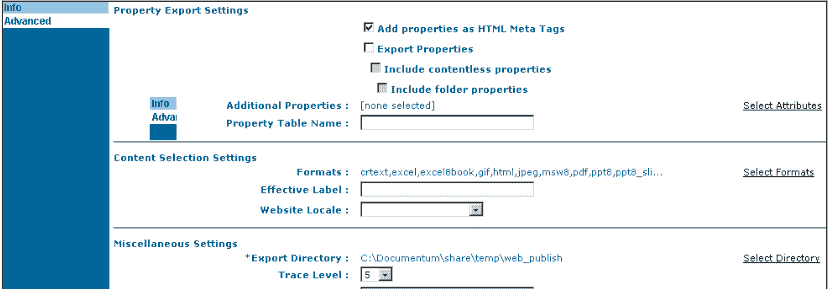 Info
Advanced
Property Export Settings
Add properties as HTML Meta Tags
Export Properties
Include contentless properties
Include folder properties
Info
Advai
Additional Properties : [none selected] Select Attributes
Property Table Name :
Content Selection Settings
Formats : crtext,excel,excel8book,gif,html,jpeg,msw8,pdf,ppt8,ppt8_sli... Select Formats
Effective Label :
Website Locale :
Miscellaneous Settings
*Export Directory : C:\Documentum\share\temp\web_publish Select Directory
Trace Level : 5